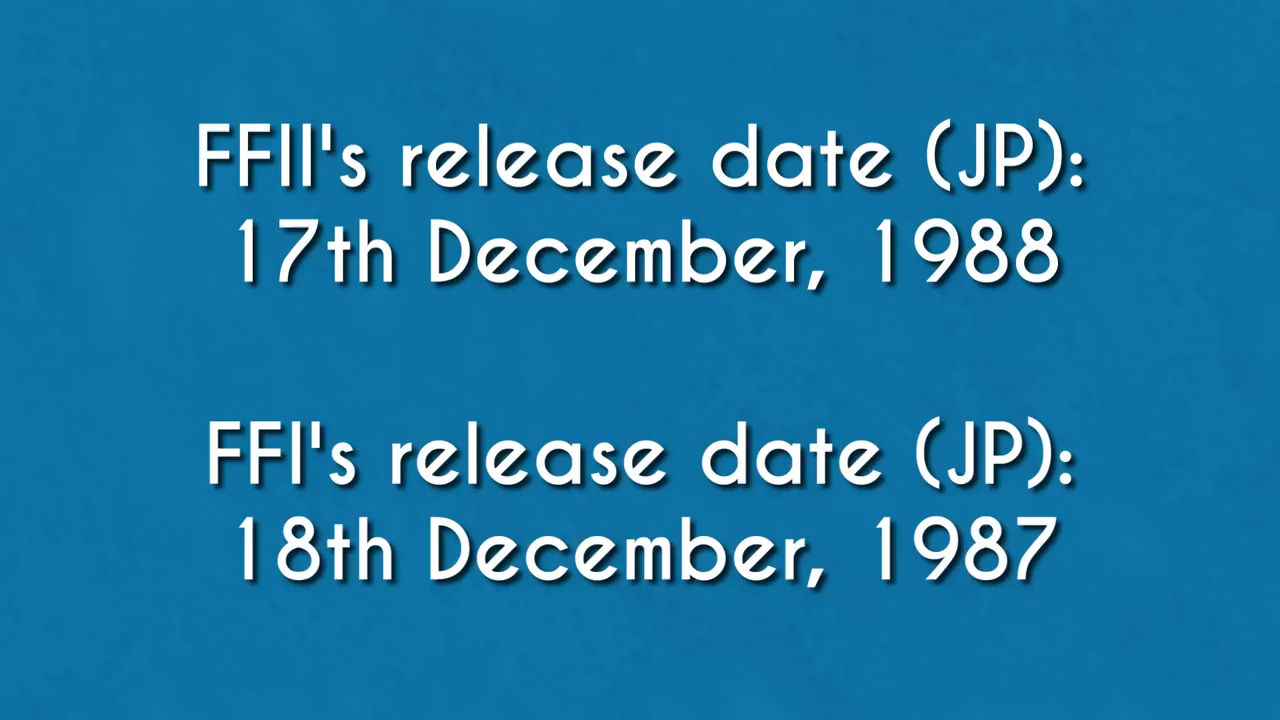 FFII's release date (JP):
17th December, 1988
FFI's release date (JP):
18th December, 1987